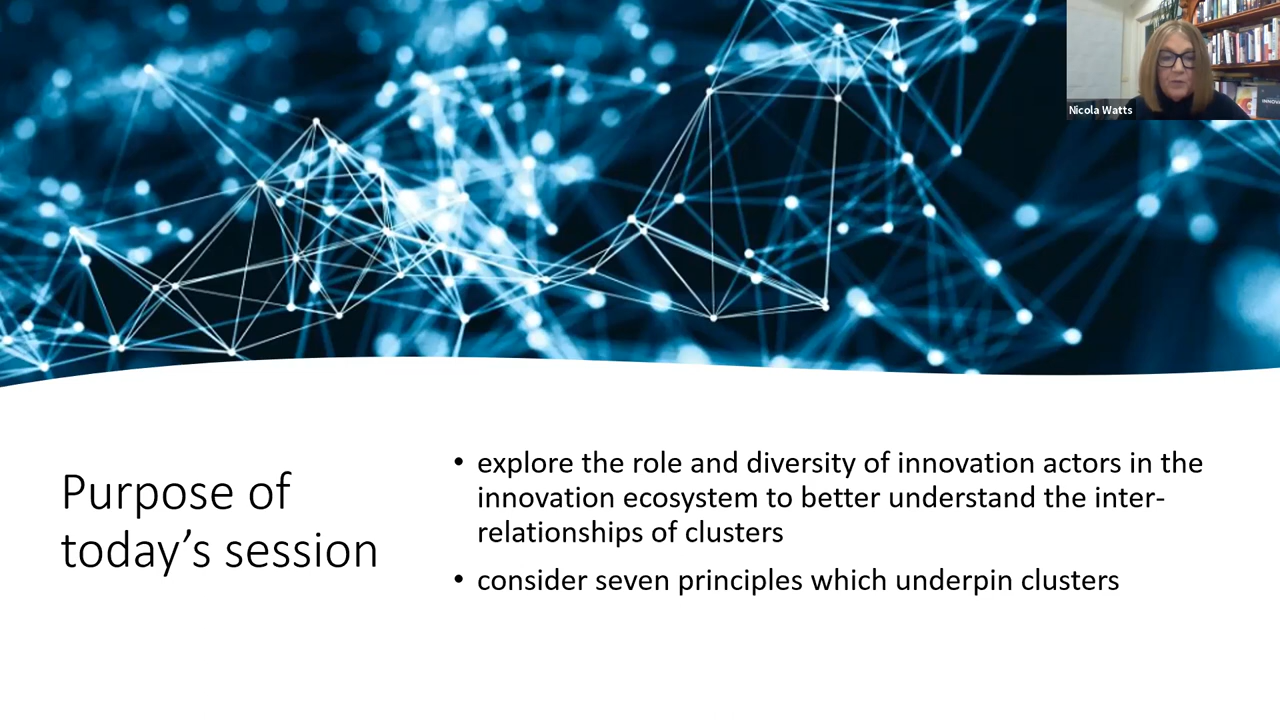 Nicola Watts
Purpose of
today’s session
• explore the role and diversity of innovation actors in the
innovation ecosystem to better understand the inter-
relationships of clusters
• consider seven principles which underpin clusters